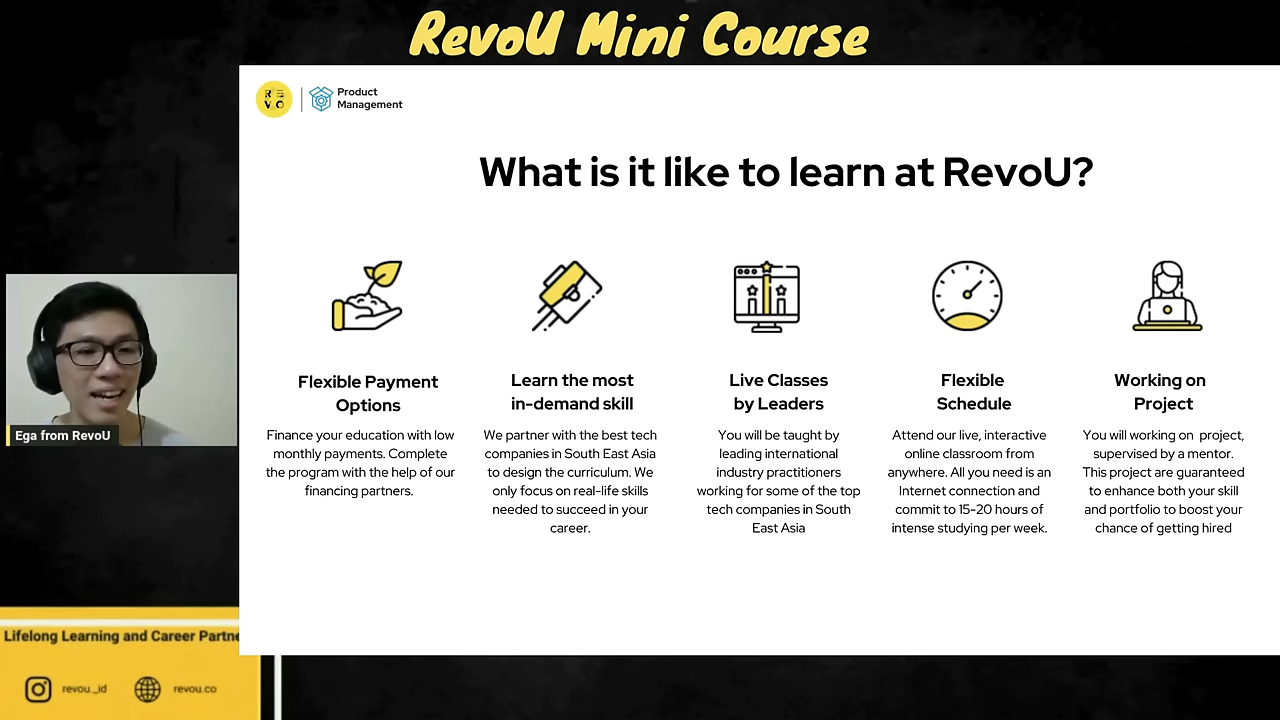 RevoU Mini Course
RE
VO
Product
Management
What is it like to learn at RevoU?
Flexible Payment
Options
Finance your education with low
monthly payments. Complete
the program with the help of our
financing partners.
Learn the most
in-demand skill
We partner with the best tech
companies in South East Asia
to design the curriculum. We
only focus on real-life skills
needed to succeed in your
career.
Live Classes
by Leaders
You will be taught by
leading international
industry practitioners
working for some of the top
tech companies in South
East Asia
Flexible
Schedule
Attend our live, interactive
online classroom from
anywhere. All you need is an
Internet connection and
commit to 15-20 hours of
intense studying per week.
Working on
Project
You will working on project,
supervised by a mentor.
This project are guaranteed
to enhance both your skill
and portfolio to boost your
chance of getting hired
Ega from RevoU
Lifelong Learning and Career Partne
revou_id
revou.co